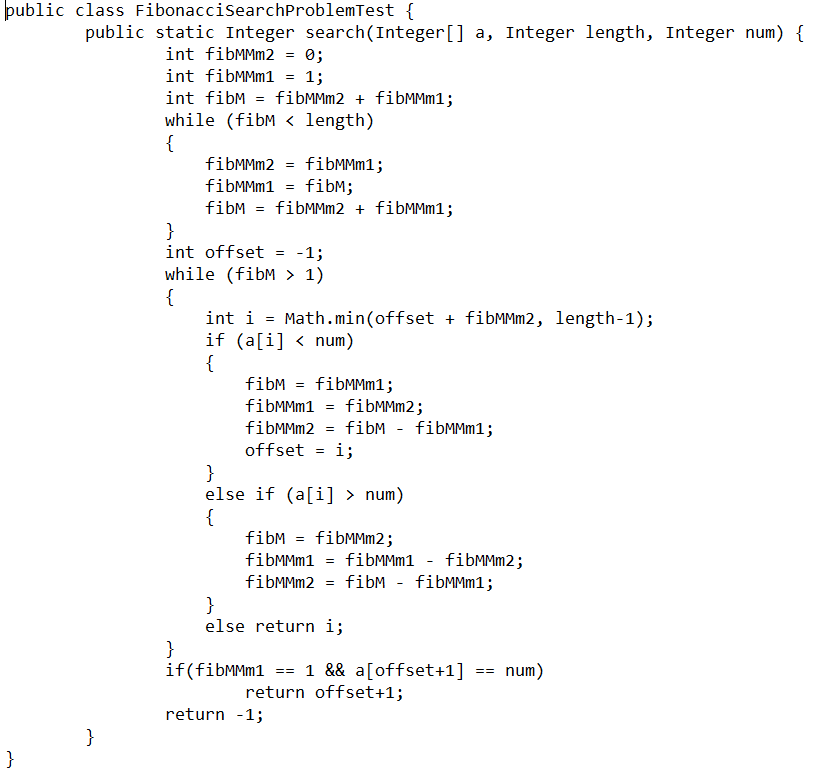 public class FibonacciSearchProblemTest {
        public static Integer search(Integer[] a, Integer length, Integer num) {
                int fibMMm2 = 0;
                int fibMMm1 = 1;
                int fibM = fibMMm2 + fibMMm1;
                while (fibM < length)
                {
                    fibMMm2 = fibMMm1;
                    fibMMm1 = fibM;
                    fibM = fibMMm2 + fibMMm1;
                }
                int offset = -1;
                while (fibM > 1)
                {
                    int i = Math.min(offset + fibMMm2, length-1);
                    if (a[i] < num)
                    {
                        fibM = fibMMm1;
                        fibMMm1 = fibMMm2;
                        fibMMm2 = fibM - fibMMm1;
                        offset = i;
                    }
                    else if (a[i] > num)
                    {
                        fibM = fibMMm2;
                        fibMMm1 = fibMMm1 - fibMMm2;
                        fibMMm2 = fibM - fibMMm1;
                    }
                    else return i;
                }
                if(fibMMm1 == 1 && a[offset+1] == num)
                        return offset+1;
                return -1;
        }
}